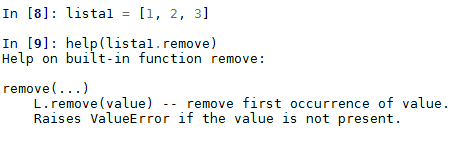 In [8]: lista1 = [1, 2, 3]
In [9]: help(lista1.remove)
Help on built-in function remove:
remove(...)
L.remove(value) -- remove first occurrence of value.
Raises ValueError if the value is not present.